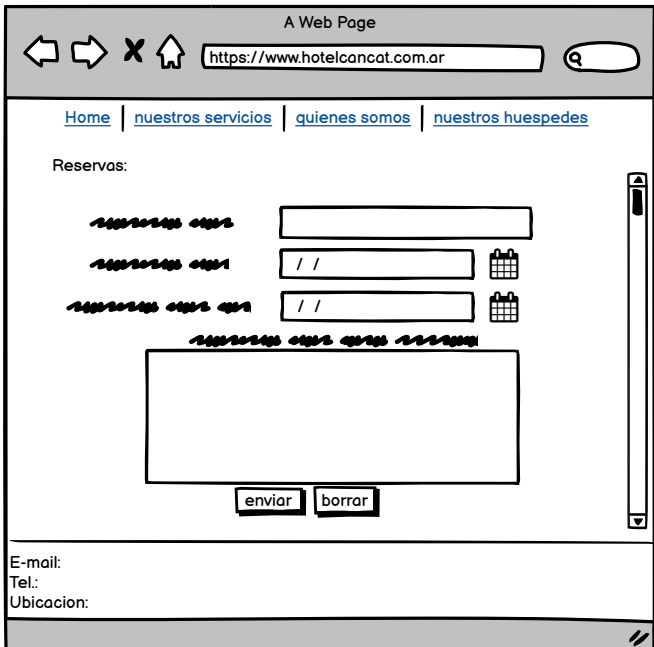 A Web Page
https://www.hotelcancat.com.ar
Home nuestros servicios quienes somos nuestros huespedes
Reservas:
/ /
/ /
enviar borrar
E-mail:
Tel.:
Ubicacion: